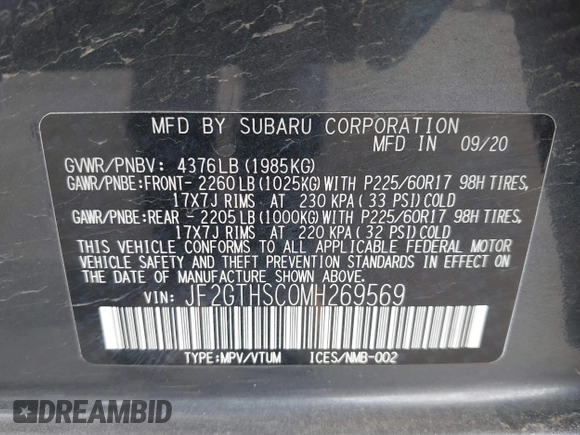 MFD BY SUBARU CORPORATION
MFD IN 09/20
GVWR/PNBV: 4376LB (1985KG)
GAWR/PNBE:FRONT- 2260LB (1025KG) WITH P225/60R17 98H TIRES,
17X7J RIMS AT 230 KPA ( 33 PSI) COLD
GAWR/PNBE:REAR - 2205LB (1000KG) WITH P225/60R17 98H TIRES,
17X7J RIMS AT 220 KPA ( 32 PSI) COLD
THIS VEHICLE CONFORMS TO ALL APPLICABLE FEDERAL MOTOR
VEHICLE SAFETY AND THEFT PREVENTION STANDARDS IN EFFECT ON
THE DATE OF MANUFACTURE SHOWN ABOVE.
VIN: JF2GTHSC0MH269569
TYPE:MPV/VTUM ICES/NMB-002
DREAMBID